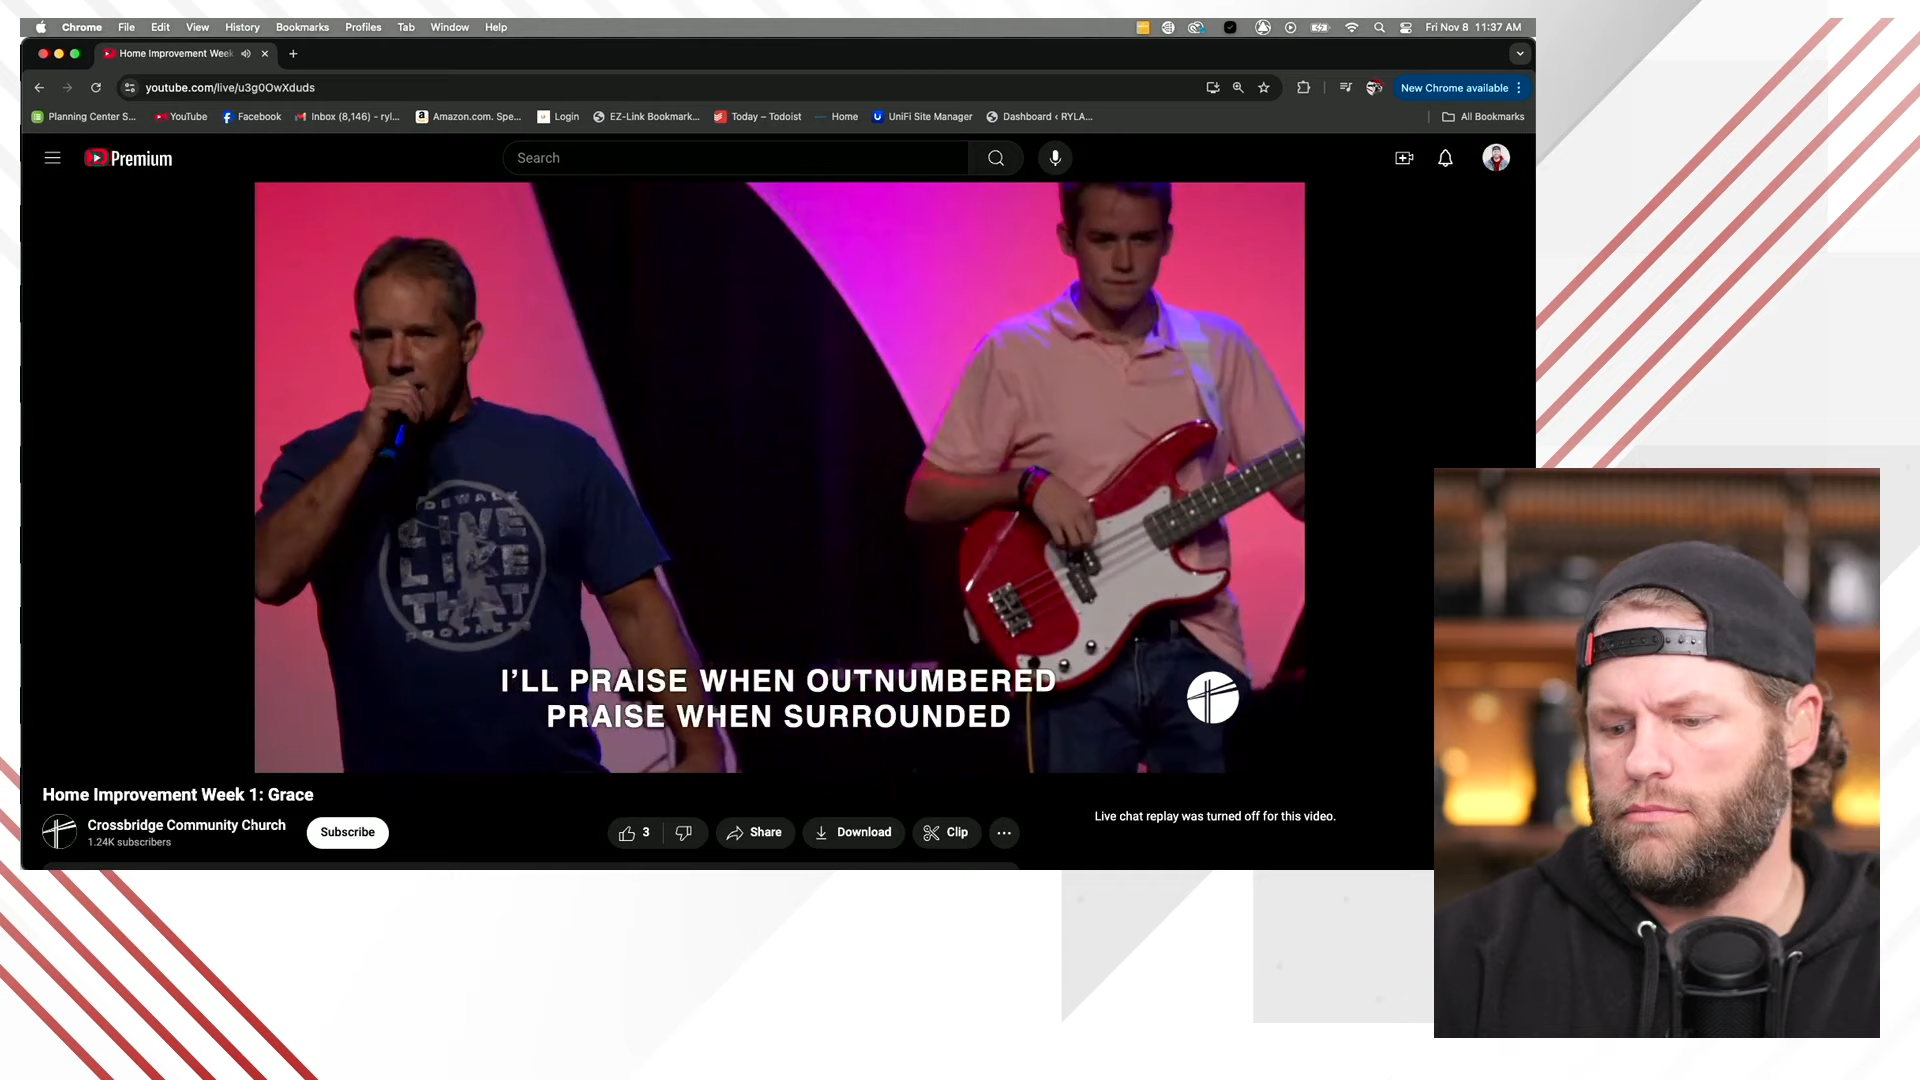 Chrome File Edit View History Bookmarks Profiles Tab Window Help Fri Nov 8 11:37 AM
Home Improvement Week
youtube.com/live/u3g0OwXduds New Chrome available
Planning Center S... YouTube Facebook Inbox (8,146) – ryl... Amazon.com. Spe... Login EZ-Link Bookmark... Today – Todoist Home UniFi Site Manager Dashboard ‹ RYLA... All Bookmarks
Premium
Search
LIVE
LIKE
THAT
I'LL PRAISE WHEN OUTNUMBERED
PRAISE WHEN SURROUNDED
Home Improvement Week 1: Grace
Crossbridge Community Church
1.24K subscribers
Subscribe
3 Share Download Clip
Live chat replay was turned off for this video.